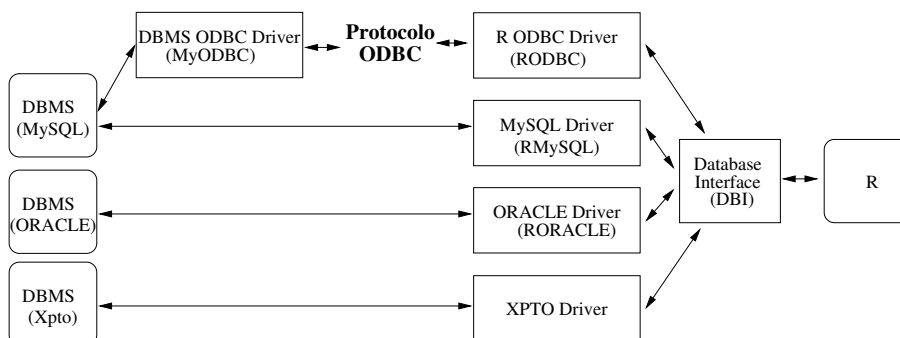 DBMS ODBC Driver
(MyODBC)
Protocolo
ODBC
R ODBC Driver
(RODBC)
DBMS
(MySQL)
MySQL Driver
(RMySQL)
Database
Interface
(DBI)
R
DBMS
(ORACLE)
ORACLE Driver
(RORACLE)
DBMS
(Xpto)
XPTO Driver